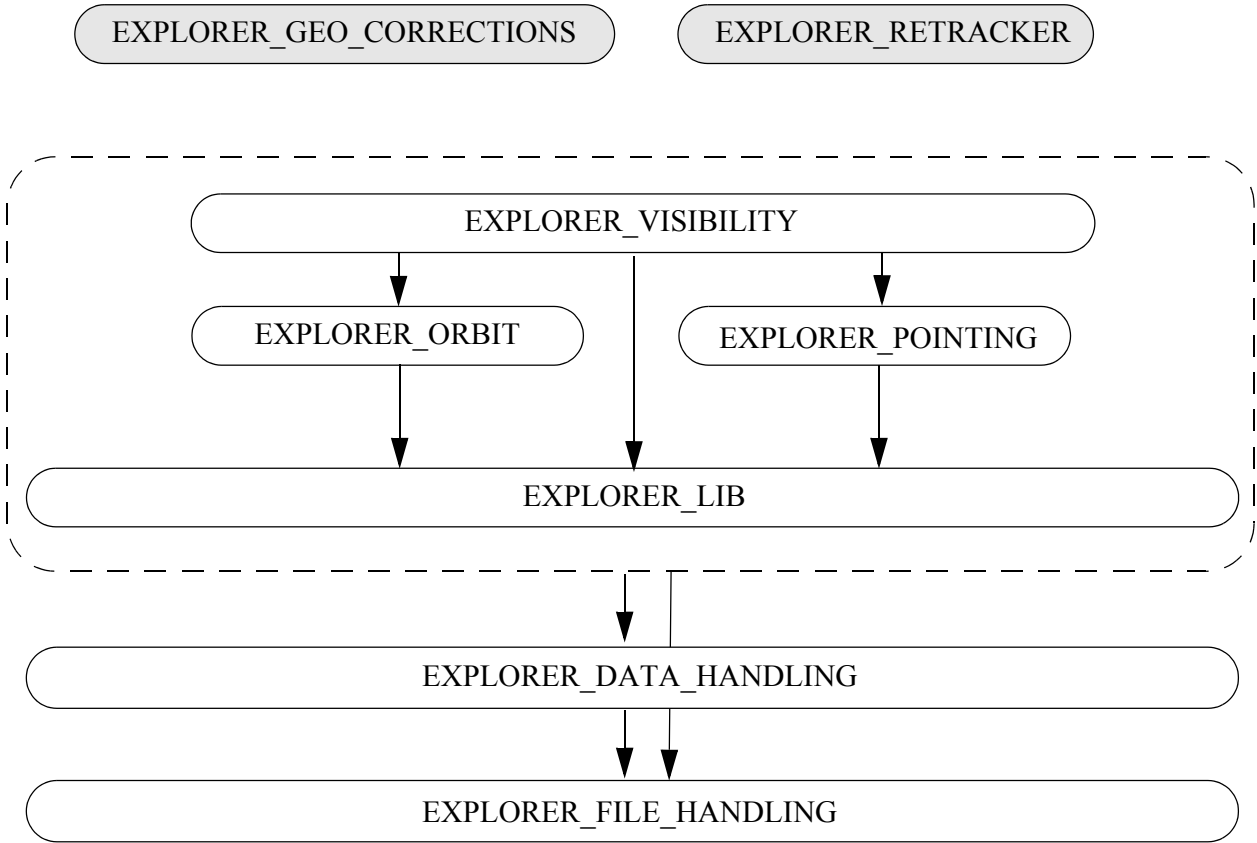 EXPLORER_GEO_CORRECTIONS
EXPLORER_RETRACKER
EXPLORER_VISIBILITY
EXPLORER_ORBIT
EXPLORER_POINTING
EXPLORER_LIB
EXPLORER_DATA_HANDLING
EXPLORER_FILE_HANDLING